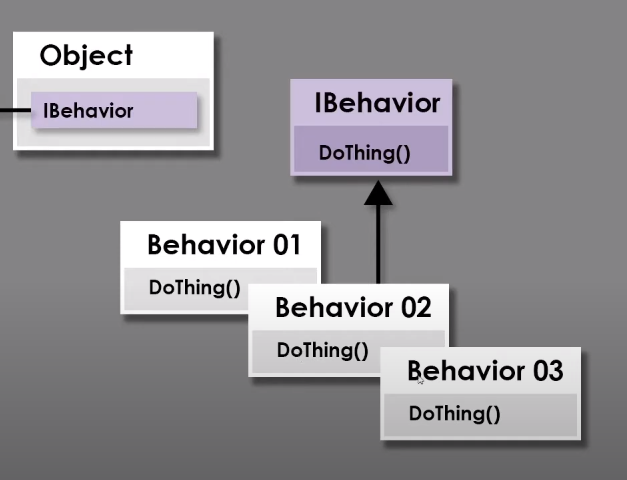 Object
IBehavior
IBehavior
DoThing()
Behavior 01
DoThing()
Behavior 02
DoThing()
Behavior 03
DoThing()